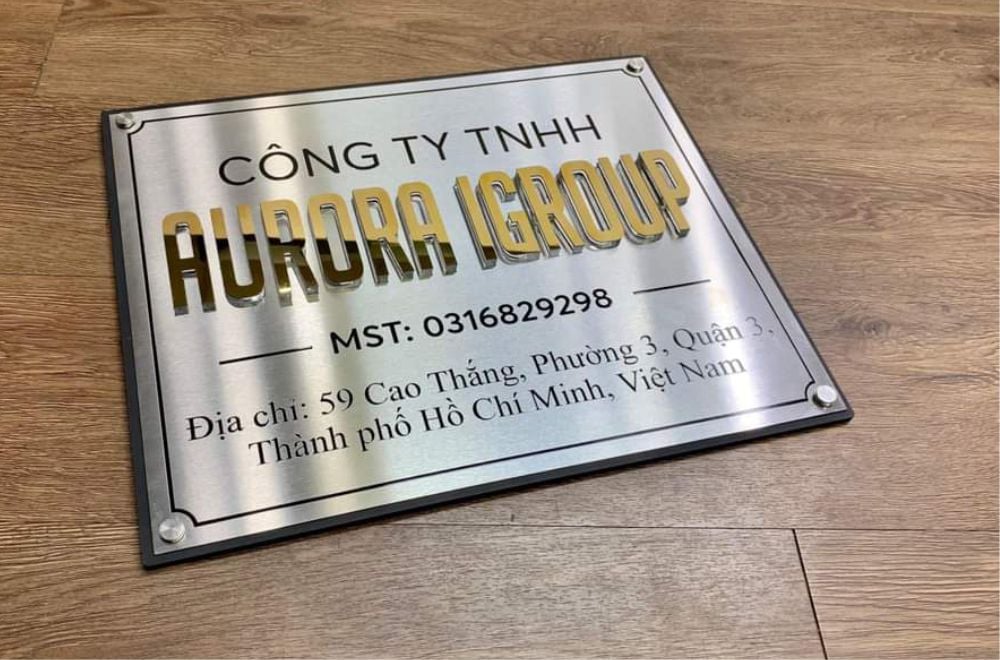 CÔNG TY TNHH
AURORA IGROUP
MST: 0316829298
Địa chỉ: 59 Cao Thắng, Phường 3, Quận 3,
Thành phố Hồ Chí Minh, Việt Nam